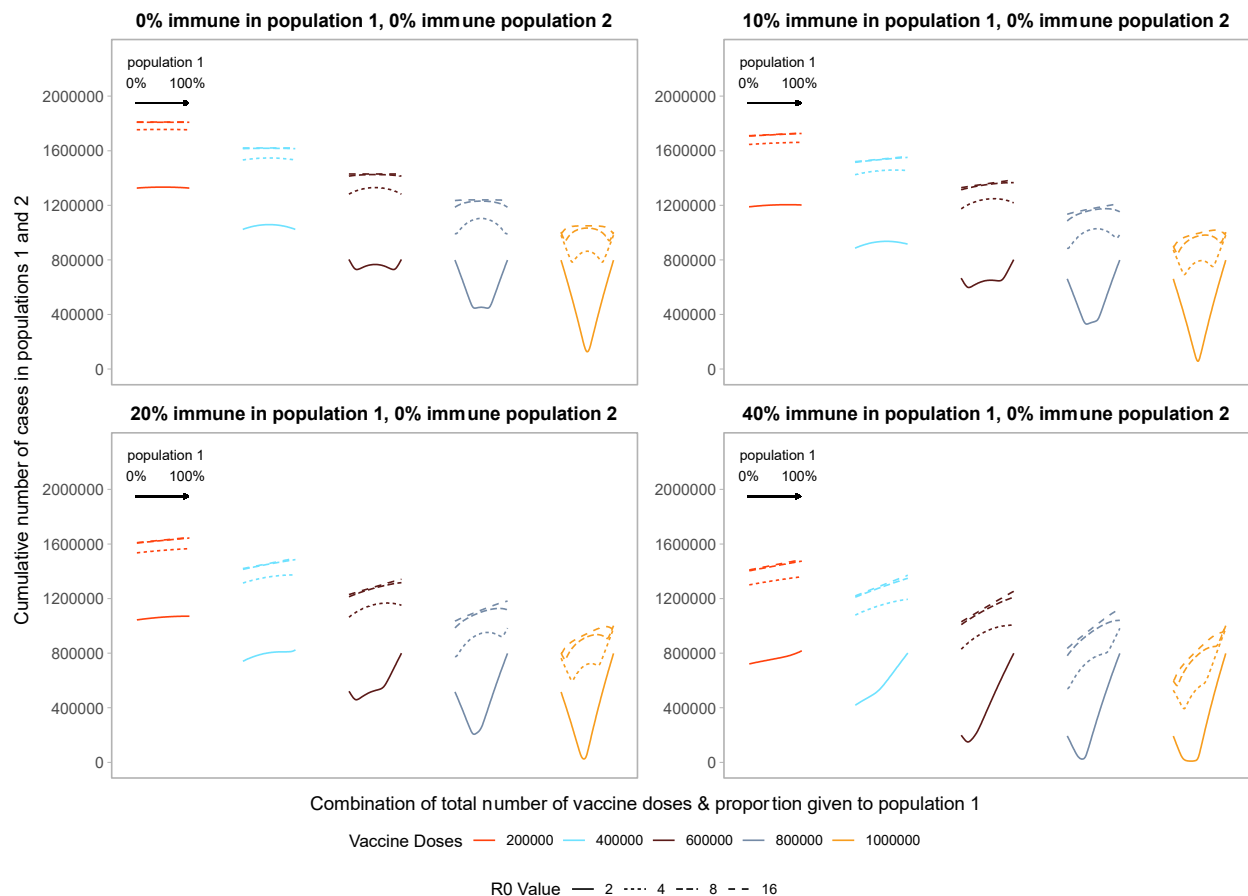 0% immune in population 1, 0% immune population 2
10% immune in population 1, 0% immune population 2
population 1
0% 100%
2000000
1600000
1200000
800000
400000
0
population 1
0% 100%
2000000
1600000
1200000
800000
400000
0
20% immune in population 1, 0% immune population 2
40% immune in population 1, 0% immune population 2
population 1
0% 100%
2000000
1600000
1200000
800000
400000
0
population 1
0% 100%
2000000
1600000
1200000
800000
400000
0
Cumulative number of cases in populations 1 and 2
Combination of total number of vaccine doses & proportion given to population 1
Vaccine Doses 200000 400000 600000 800000 1000000
R0 Value 2 4 8 16